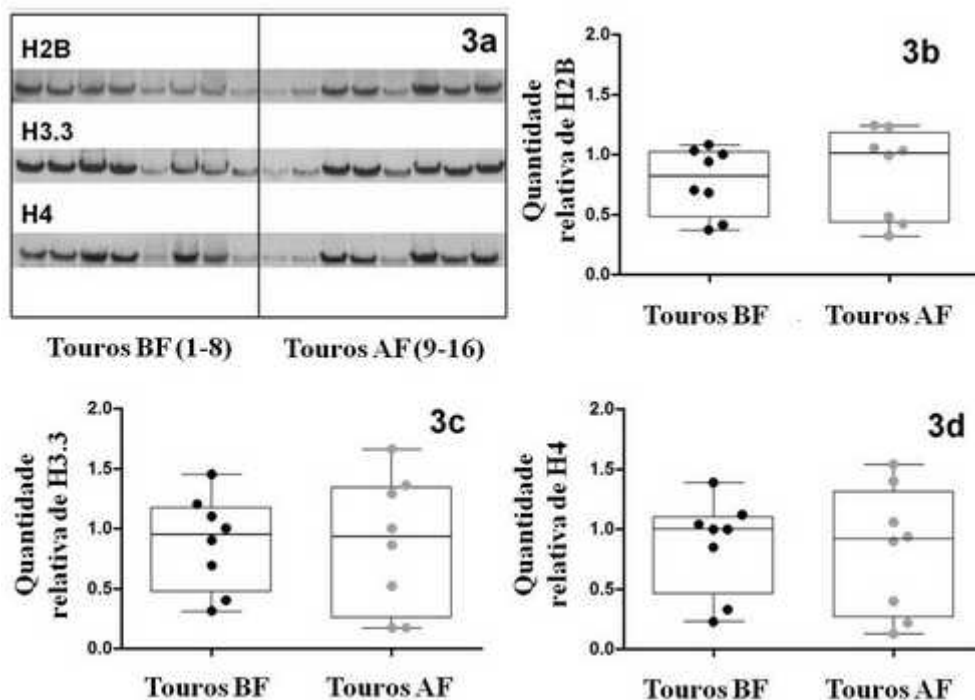 3a
H2B
H3.3
H4
Touros BF (1-8) Touros AF (9-16)
3b
Quantidade
relativa de H2B
2.0
1.5
1.0
0.5
0.0
Touros BF Touros AF
3c
Quantidade
relativa de H3.3
2.0
1.5
1.0
0.5
0.0
Touros BF Touros AF
3d
Quantidade
relativa de H4
2.0
1.5
1.0
0.5
0.0
Touros BF Touros AF